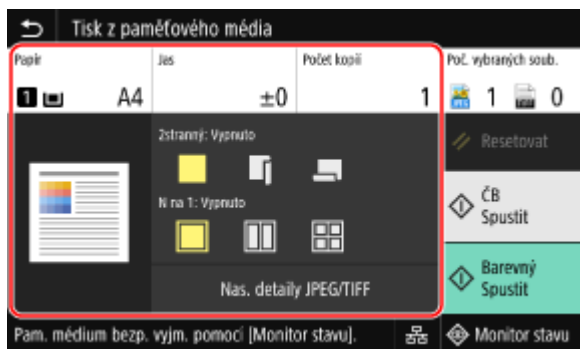 Tisk z paměťového média
Papír
Jas
Počet kopií
Poč. vybraných soub.
1
A4
±0
1
1
0
2stranný: Vypnuto
Resetovat
N na 1: Vypnuto
ČB
Spustit
Barevný
Spustit
Nas. detaily JPEG/TIFF
Pam. médium bezp. vyjm. pomocí [Monitor stavu].
Monitor stavu